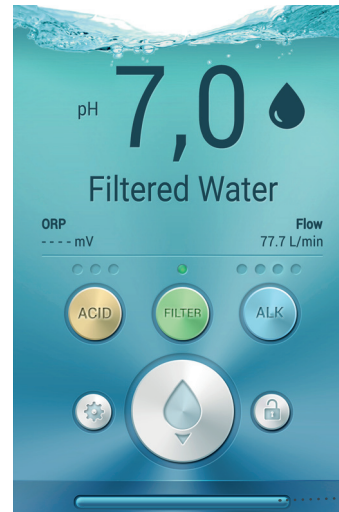 pH 7,0
Filtered Water
ORP Flow
---- mV 77.7 L/min
ACID FILTER ALK